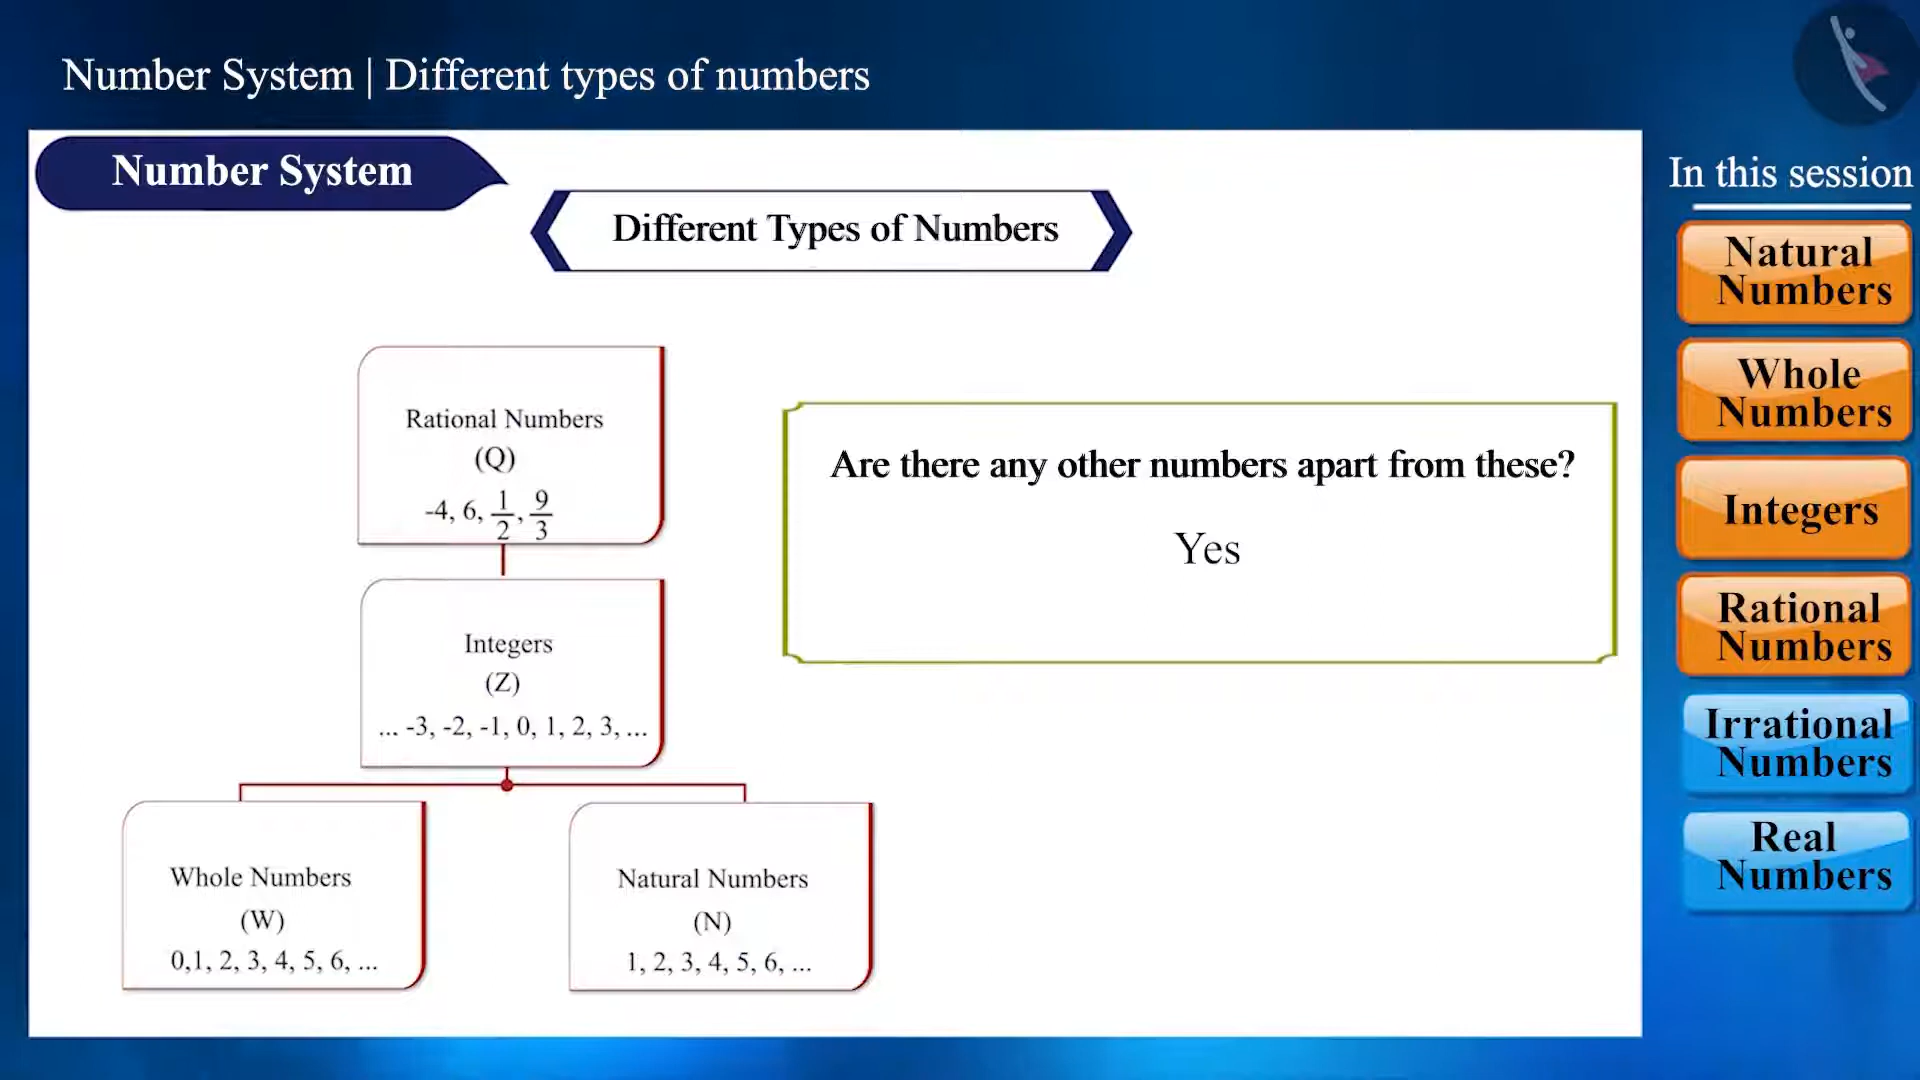 Number System | Different types of numbers
Number System
Different Types of Numbers
Rational Numbers
(Q)
-4, 6, 1/2, 9/3
Integers
(Z)
... -3, -2, -1, 0, 1, 2, 3, ...
Whole Numbers
(W)
0,1, 2, 3, 4, 5, 6, ...
Natural Numbers
(N)
1, 2, 3, 4, 5, 6, ...
Are there any other numbers apart from these?
Yes
In this session
Natural
Numbers
Whole
Numbers
Integers
Rational
Numbers
Irrational
Numbers
Real
Numbers